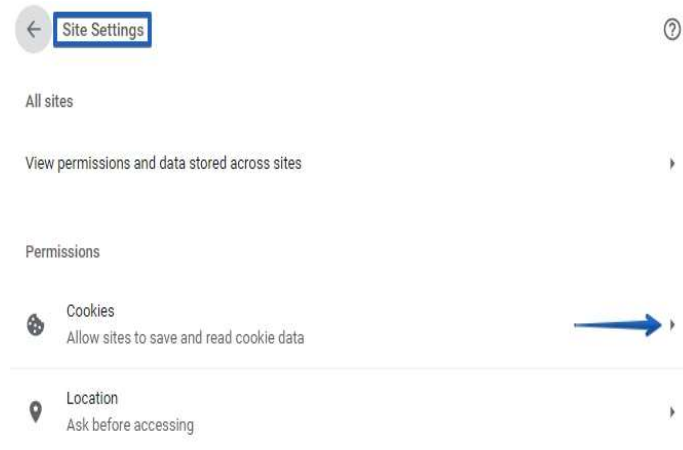 Site Settings
All sites
View permissions and data stored across sites
Permissions
Cookies
Allow sites to save and read cookie data
Location
Ask before accessing